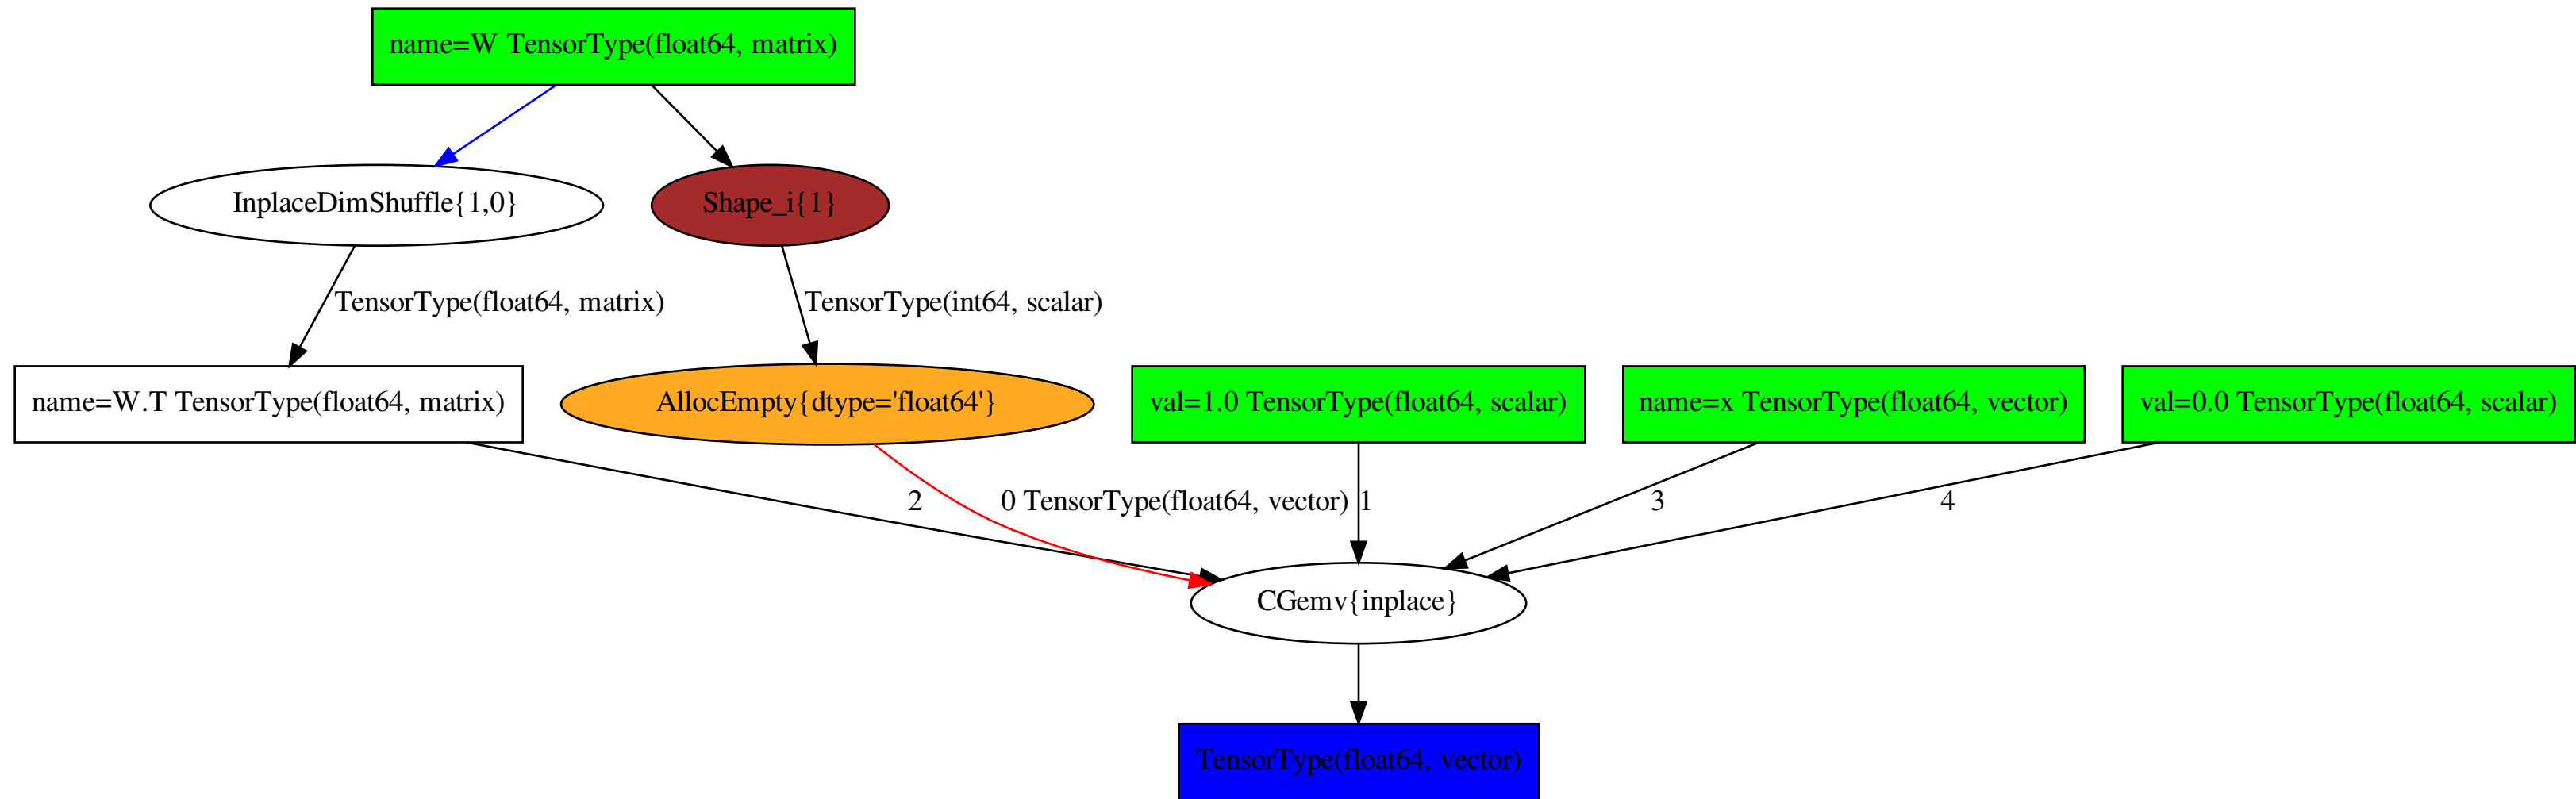 name=W TensorType(float64, matrix)
InplaceDimShuffle{1,0}
Shape_i{1}
TensorType(float64, matrix)
TensorType(int64, scalar)
name=W.T TensorType(float64, matrix)
AllocEmpty{dtype='float64'}
val=1.0 TensorType(float64, scalar)
name=x TensorType(float64, vector)
val=0.0 TensorType(float64, scalar)
2
0 TensorType(float64, vector)
1
3
4
CGemv{inplace}
TensorType(float64, vector)